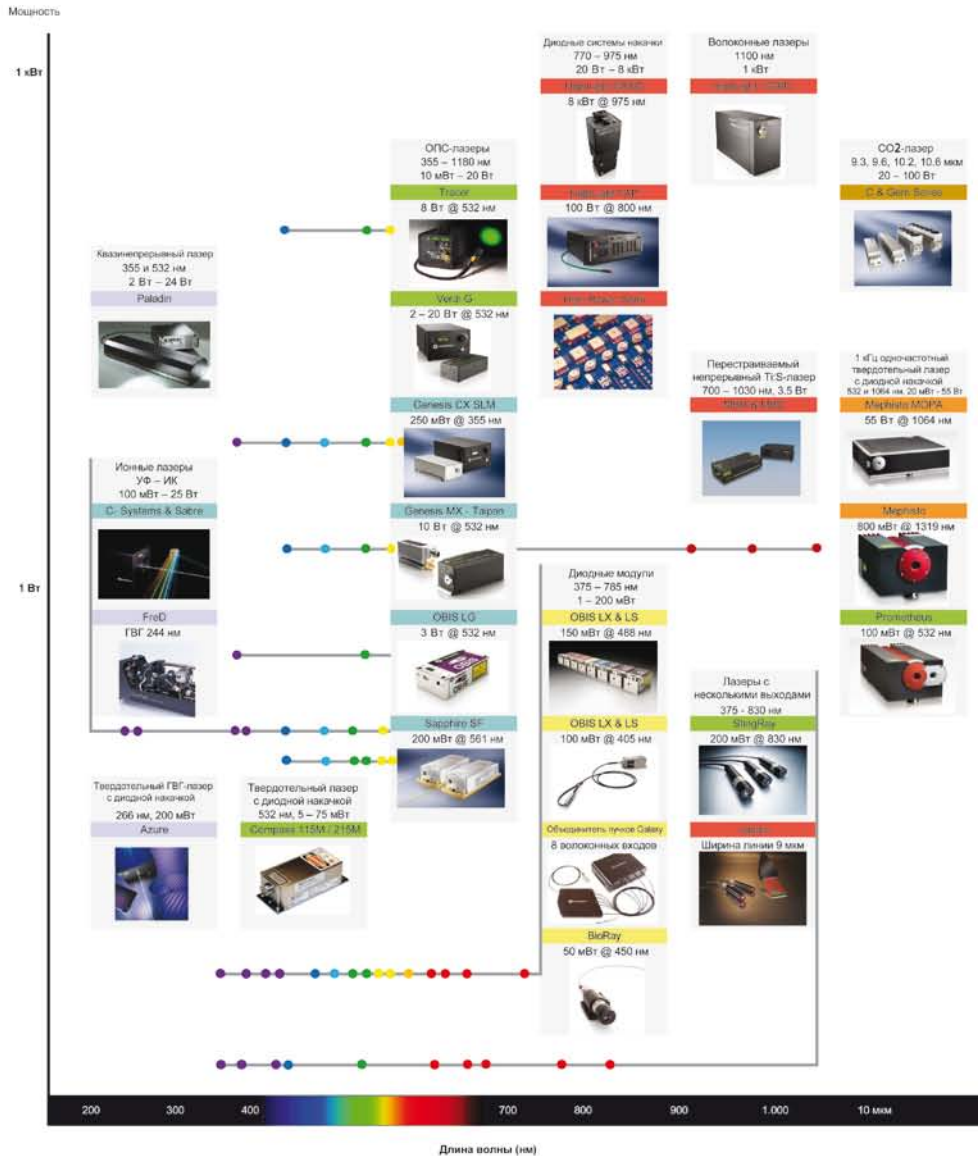 Мощность
1 кВт
1 Вт
Диодные системы накачки
770 – 975 нм
20 Вт – 8 кВт
8 кВт @ 975 нм
100 Вт @ 800 нм
Волоконные лазеры
1100 нм
1 кВт
ОПС-лазеры
355 – 1180 нм
10 мВт – 20 Вт
Tracer
8 Вт @ 532 нм
Verdi G
2 – 20 Вт @ 532 нм
Genesis CX SLM
250 мВт @ 355 нм
Genesis MX - Taipan
10 Вт @ 532 нм
OBIS LG
3 Вт @ 532 нм
Sapphire SF
200 мВт @ 561 нм
СО2-лазер
9.3, 9.6, 10.2, 10.6 мкм
20 – 100 Вт
C & Gem Series
Квазинепрерывный лазер
355 и 532 нм
2 Вт – 24 Вт
Paladin
Перестраиваемый
непрерывный Ti:S-лазер
700 – 1030 нм, 3.5 Вт
1 кГц одночастотный
твердотельный лазер
с диодной накачкой
532 и 1064 нм, 20 мВт - 55 Вт
Mephisto MOPA
55 Вт @ 1064 нм
Mephisto
800 мВт @ 1319 нм
Prometheus
100 мВт @ 532 нм
Ионные лазеры
УФ – ИК
100 мВт – 25 Вт
C- Systems & Sabre
FreD
ГВГ 244 нм
Диодные модули
375 – 785 нм
1 – 200 мВт
OBIS LX & LS
150 мВт @ 488 нм
OBIS LX & LS
100 мВт @ 405 нм
Объединитель пучков Galaxy
8 волоконных входов
BioRay
50 мВт @ 450 нм
Лазеры с
несколькими выходами
375 - 830 нм
StingRay
200 мВт @ 830 нм
Ширина линии 9 мкм
Твердотельный ГВГ-лазер
с диодной накачкой
266 нм, 200 мВт
Azure
Твердотельный лазер
с диодной накачкой
532 нм, 5 – 75 мВт
Compass 115M / 215M
200 300 400 700 800 900 1.000 10 мкм
Длина волны (нм)